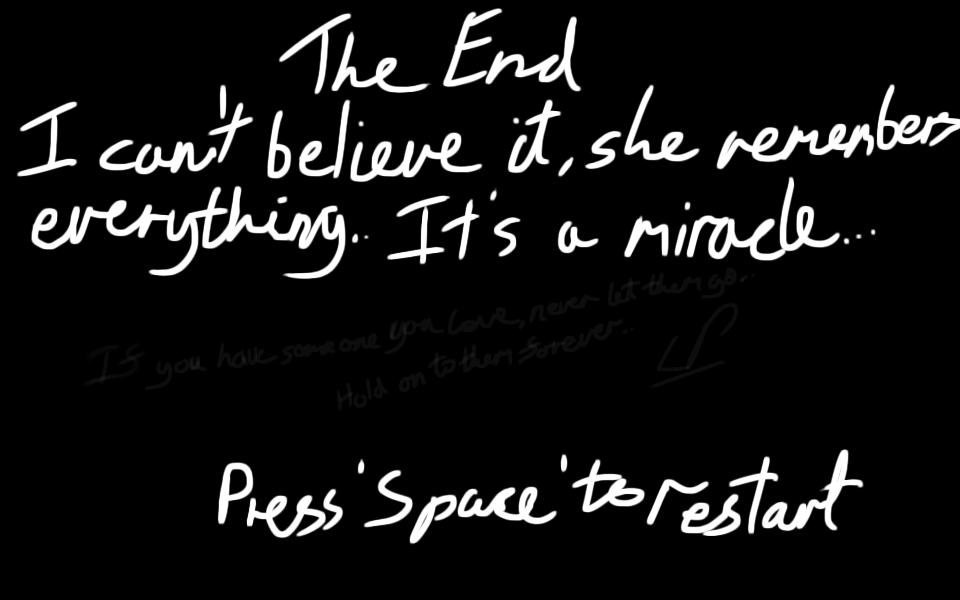 The End
I can't believe it, she remembers
everything.. It's a miracle...
If you have someone you love, never let them go...
Hold on to them forever..
Press 'Space' to restart